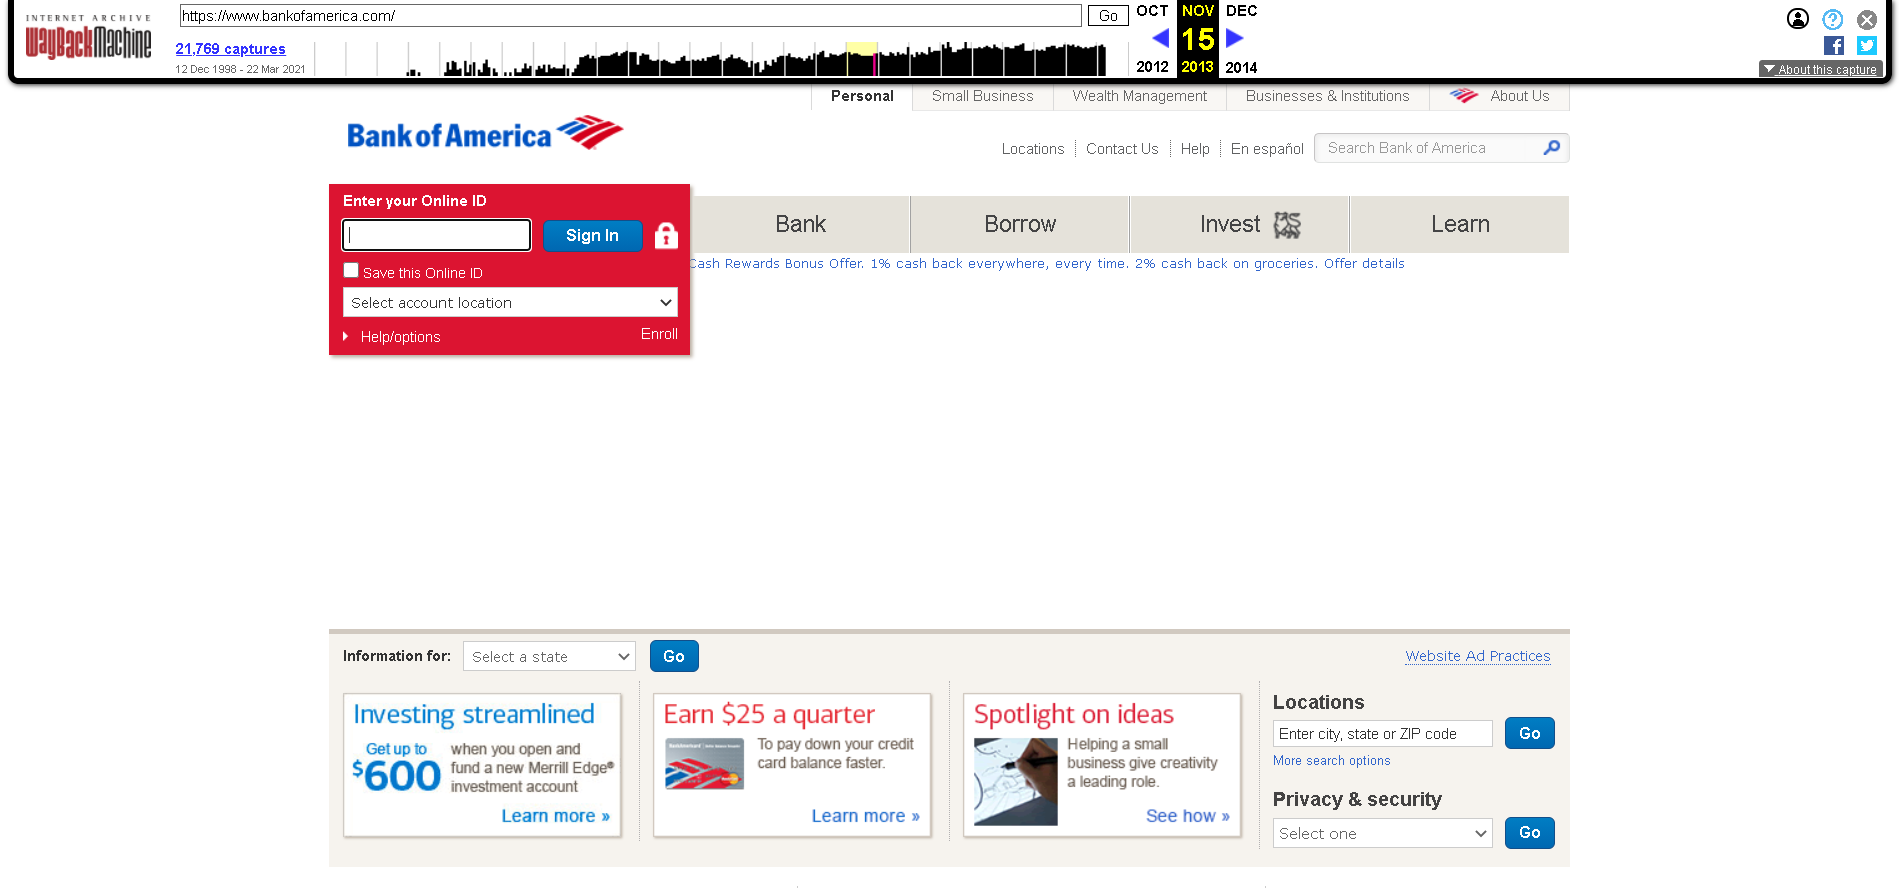 INTERNET ARCHIVE
WayBackMachine
https://www.bankofamerica.com/
Go
OCT NOV DEC
15
2012 2013 2014
21,769 captures
12 Dec 1998 - 22 Mar 2021
About this capture
Personal
Small Business
Wealth Management
Businesses & Institutions
About Us
Bank of America
Locations
Contact Us
Help
En español
Search Bank of America
Enter your Online ID
Sign In
Save this Online ID
Select account location
Help/options
Enroll
Bank
Borrow
Invest
Learn
Cash Rewards Bonus Offer. 1% cash back everywhere, every time. 2% cash back on groceries. Offer details
Information for:
Select a state
Go
Website Ad Practices
Investing streamlined
Get up to
$600
when you open and
fund a new Merrill Edge®
investment account
Learn more »
Earn $25 a quarter
To pay down your credit
card balance faster.
Learn more »
Spotlight on ideas
Helping a small
business give creativity
a leading role.
See how »
Locations
Enter city, state or ZIP code
Go
More search options
Privacy & security
Select one
Go